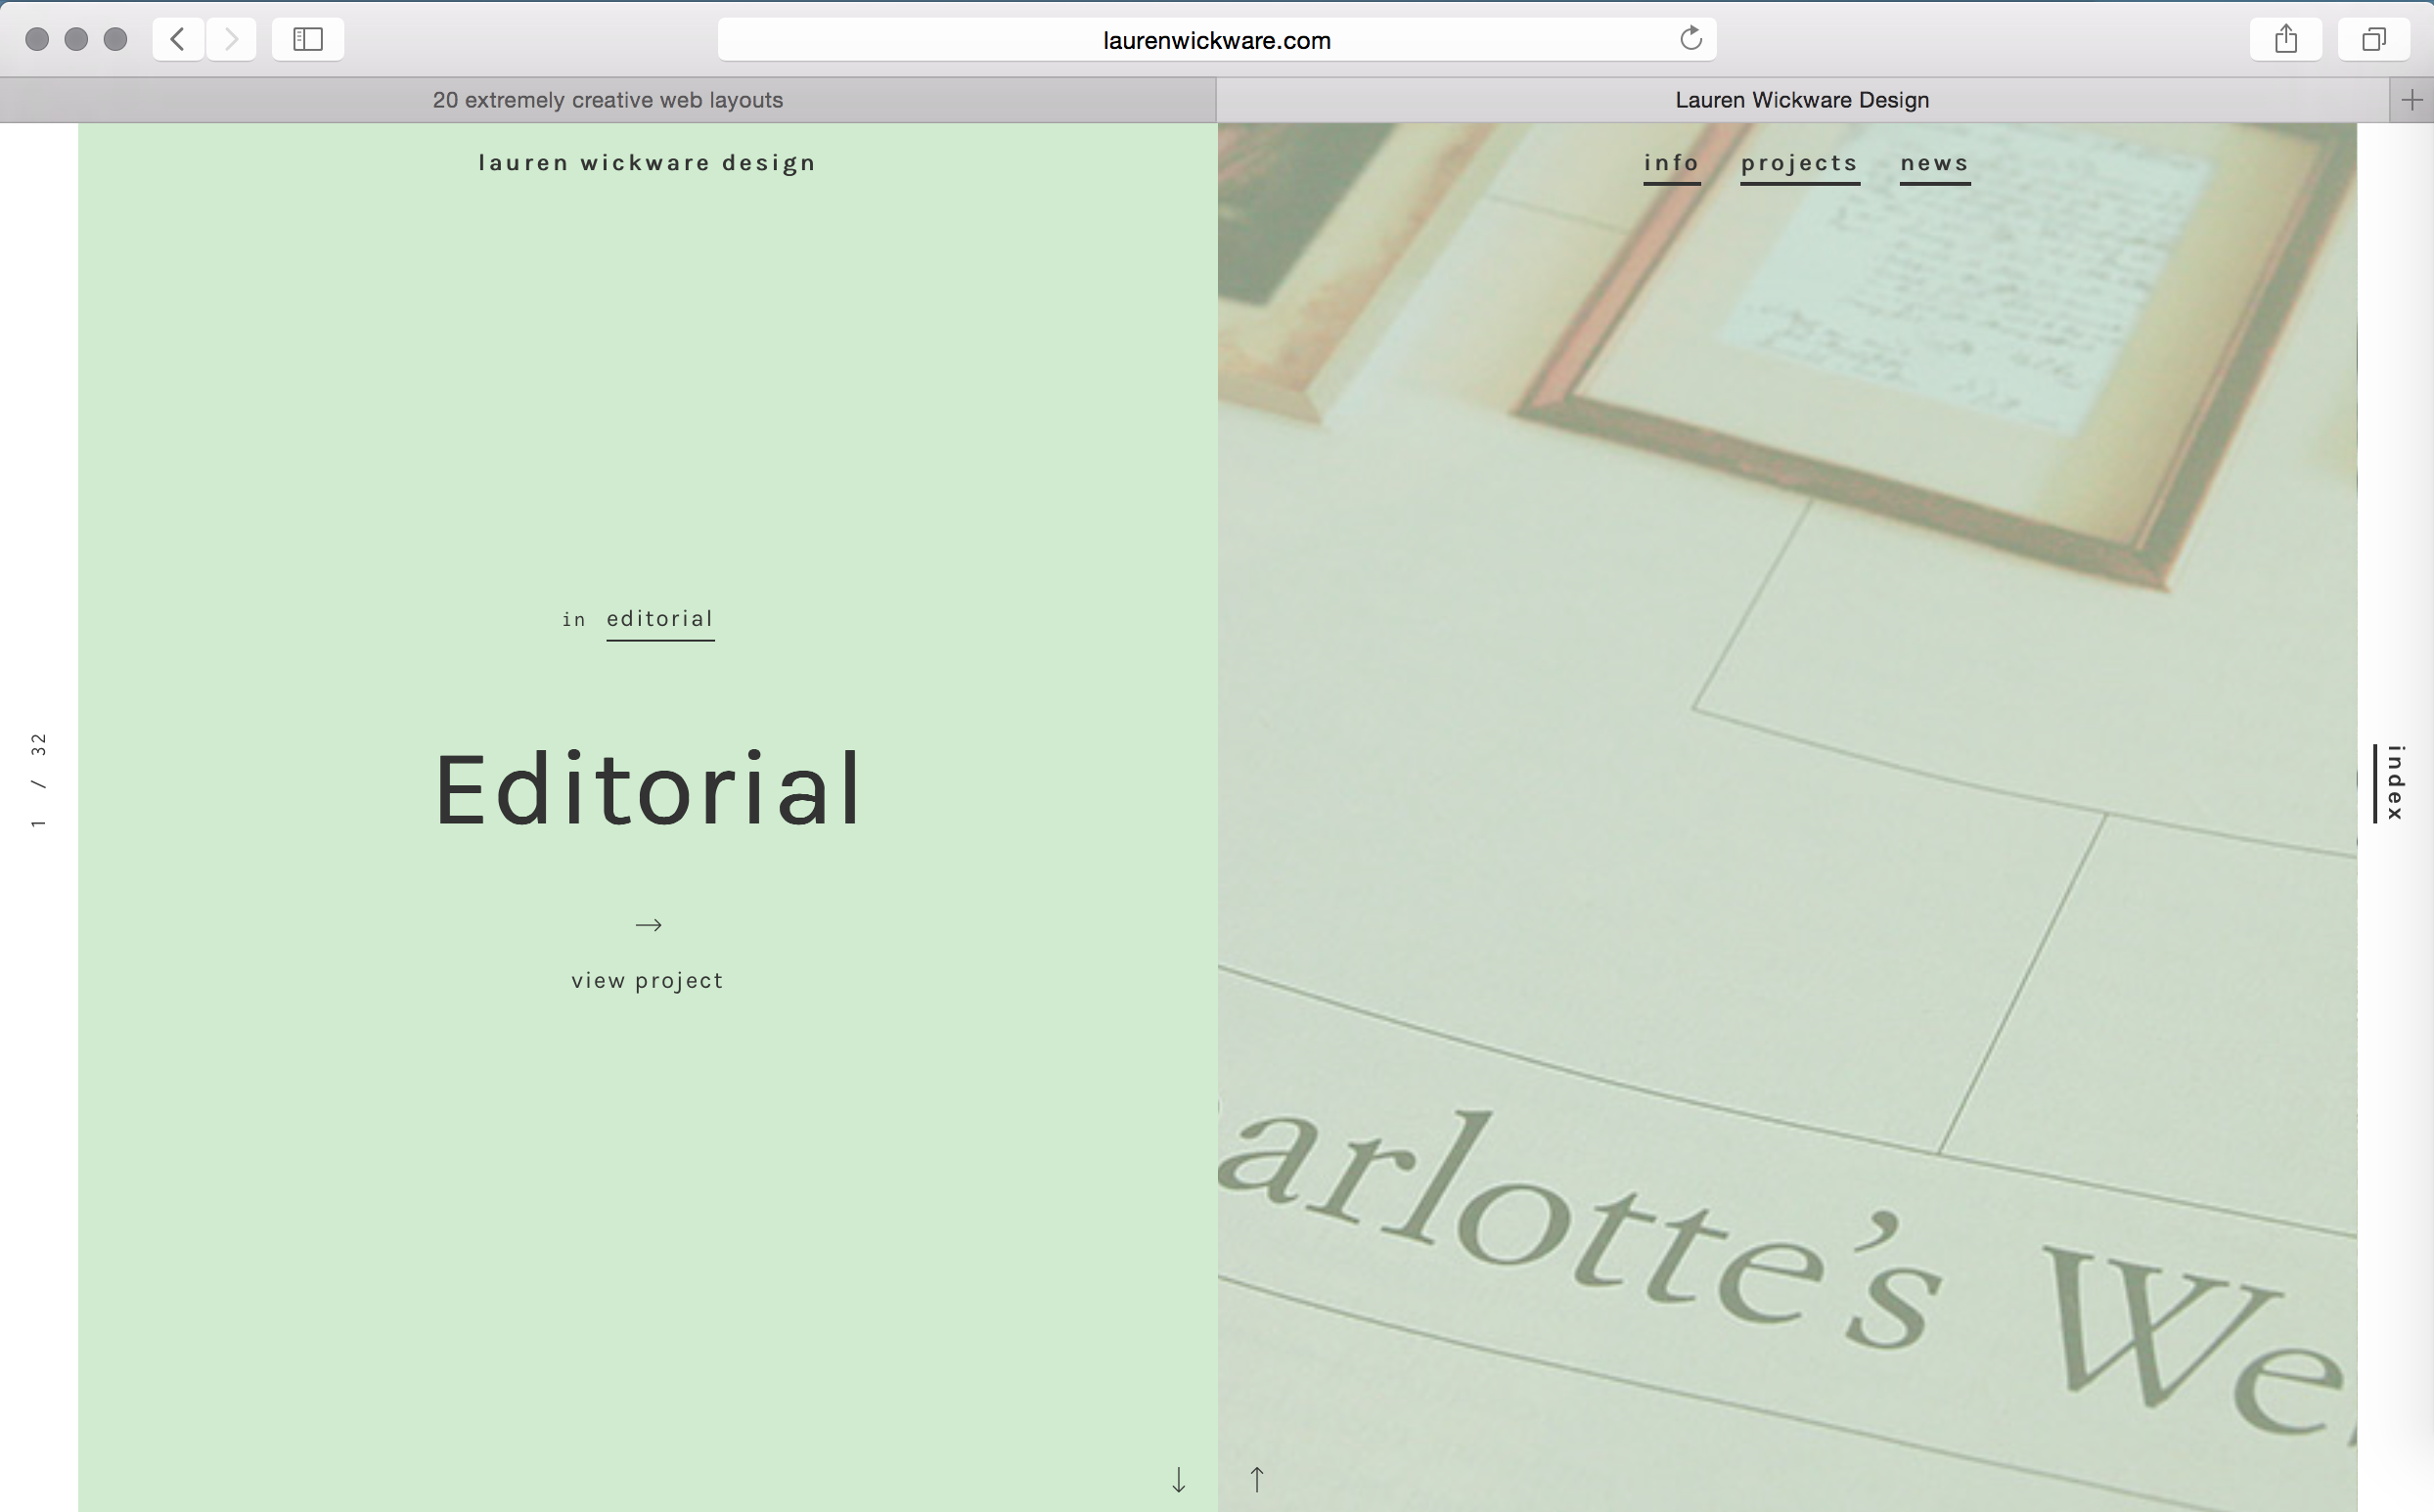 laurenwickware.com
20 extremely creative web layouts
Lauren Wickware Design
lauren wickware design
info projects news
in editorial
Editorial
view project
1 / 32
index
arlotte's We